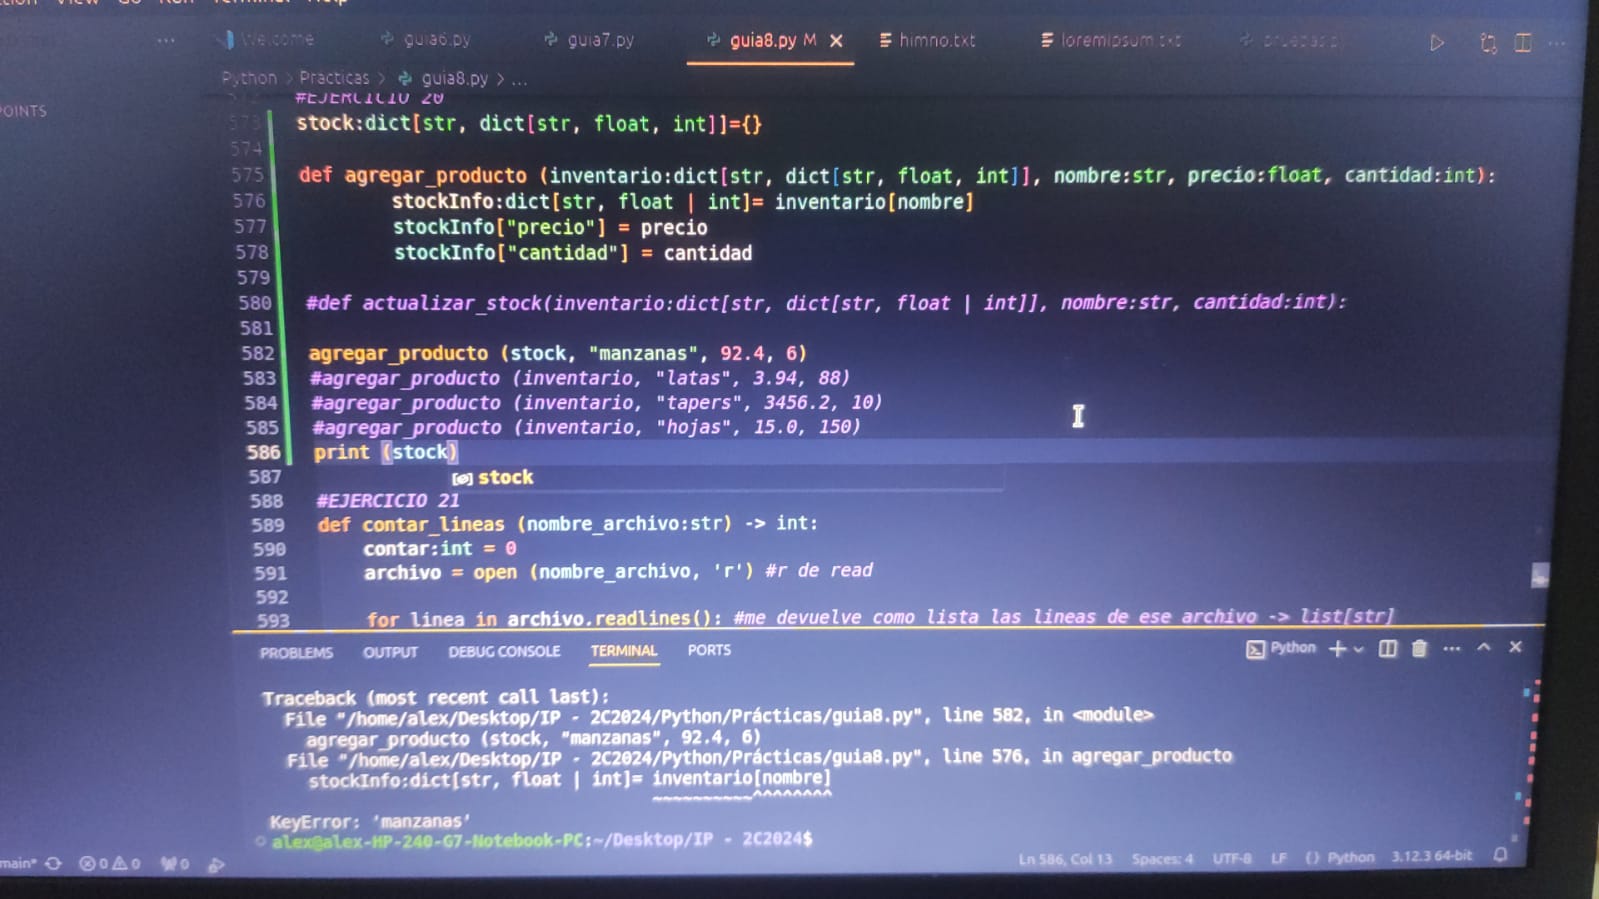 Welcome guia6.py guia7.py guia8.py M himno.txt loremipsum.txt pruebas.py
Python > Practicas > guia8.py > ...
POINTS
572 #EJERCICIO 20
573 stock:dict[str, dict[str, float, int]]={}
574
575 def agregar_producto (inventario:dict[str, dict[str, float, int]], nombre:str, precio:float, cantidad:int):
576 stockInfo:dict[str, float | int]= inventario[nombre]
577 stockInfo["precio"] = precio
578 stockInfo["cantidad"] = cantidad
579
580 #def actualizar_stock(inventario:dict[str, dict[str, float | int]], nombre:str, cantidad:int):
581
582 agregar_producto (stock, "manzanas", 92.4, 6)
583 #agregar_producto (inventario, "latas", 3.94, 88)
584 #agregar_producto (inventario, "tapers", 3456.2, 10)
585 #agregar_producto (inventario, "hojas", 15.0, 150)
586 print (stock)
587 stock
588 #EJERCICIO 21
589 def contar_lineas (nombre_archivo:str) -> int:
590 contar:int = 0
591 archivo = open (nombre_archivo, 'r') #r de read
592
593 for linea in archivo.readlines(): #me devuelve como lista las lineas de ese archivo -> list[str]
PROBLEMS OUTPUT DEBUG CONSOLE TERMINAL PORTS Python
Traceback (most recent call last):
File "/home/alex/Desktop/IP - 2C2024/Python/Prácticas/guia8.py", line 582, in <module>
agregar_producto (stock, "manzanas", 92.4, 6)
File "/home/alex/Desktop/IP - 2C2024/Python/Prácticas/guia8.py", line 576, in agregar_producto
stockInfo:dict[str, float | int]= inventario[nombre]
~~~~~~~~~~^^^^^^^^
KeyError: 'manzanas'
alex@alex-HP-240-G7-Notebook-PC:~/Desktop/IP - 2C2024$
main* 0 0 0 Ln 586, Col 13 Spaces: 4 UTF-8 LF {} Python 3.12.3 64-bit